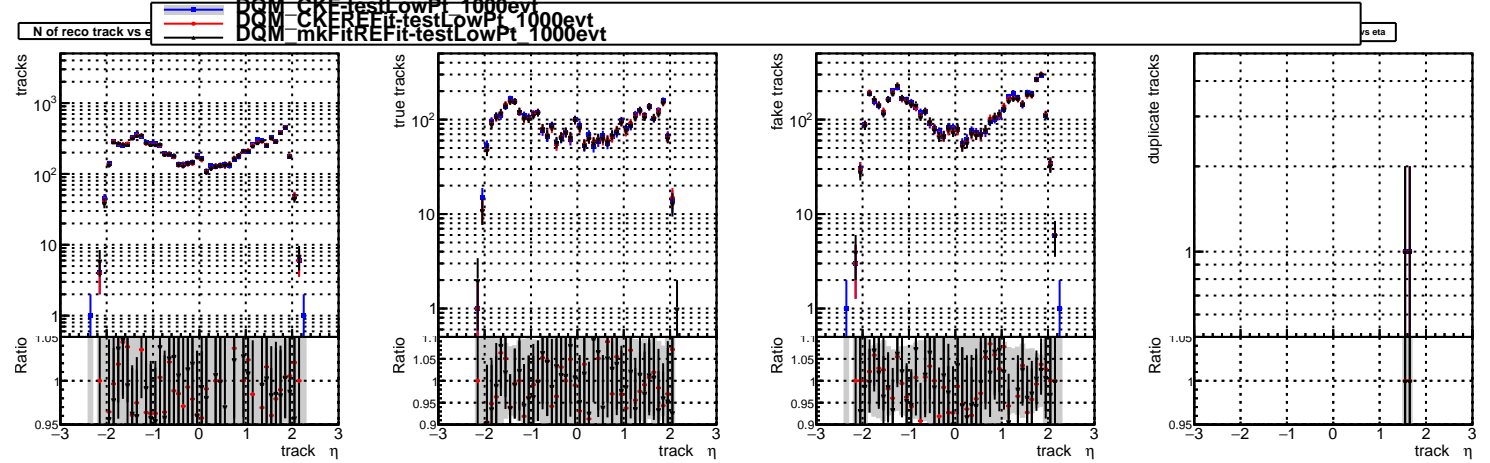 DQM_CKF-testLowPt_1000evt
DQM_CKFREFit-testLowPt_1000evt
DQM_mkFitREFit-testLowPt_1000evt
N of reco track vs e
vs eta
tracks
10³
10²
10
1
1.05
Ratio
1
0.95
−3 −2 −1 0 1 2 3
track η
true tracks
10²
10
1
1.1
Ratio
1.05
1
0.95
0.9
−3 −2 −1 0 1 2 3
track η
fake tracks
10²
10
1
1.1
Ratio
1.05
1
0.95
0.9
−3 −2 −1 0 1 2 3
track η
duplicate tracks
1
1.05
Ratio
1
0.95
−3 −2 −1 0 1 2 3
track η